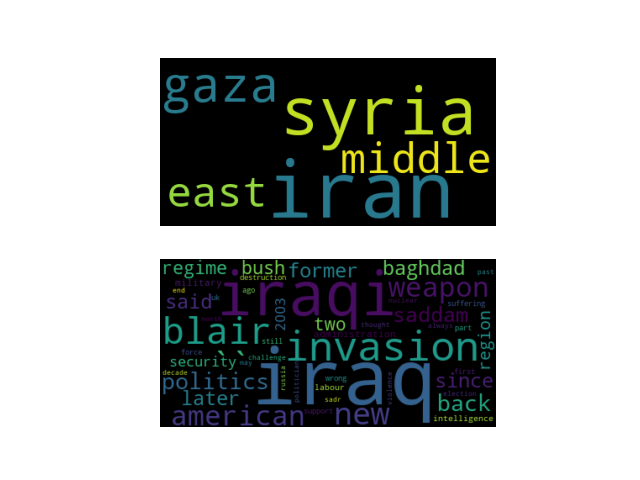 gaza
syria
middle
east iran
regime bush former baghdad past
destruction
military iraqi weapon
end ago nuclear
said uk 2003 suffering
saddam
month two thought always part
blair administration region
still invasion
force
security `` may challenge
decade iraq first
politics russia politician wrong violence since
labour election
later sadr back
american support new intelligence